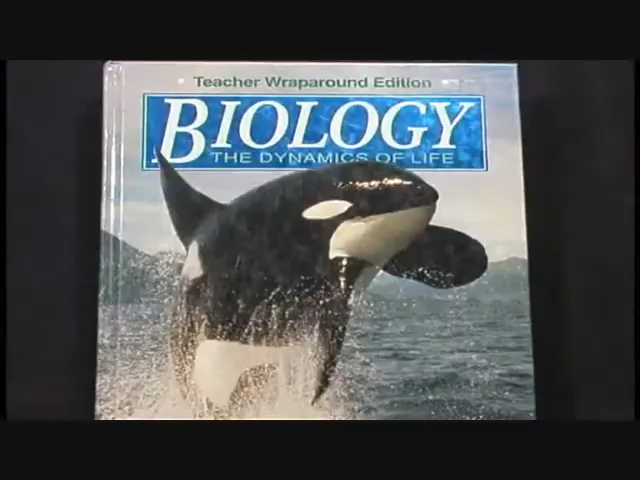 Teacher Wraparound Edition
BIOLOGY
THE DYNAMICS OF LIFE